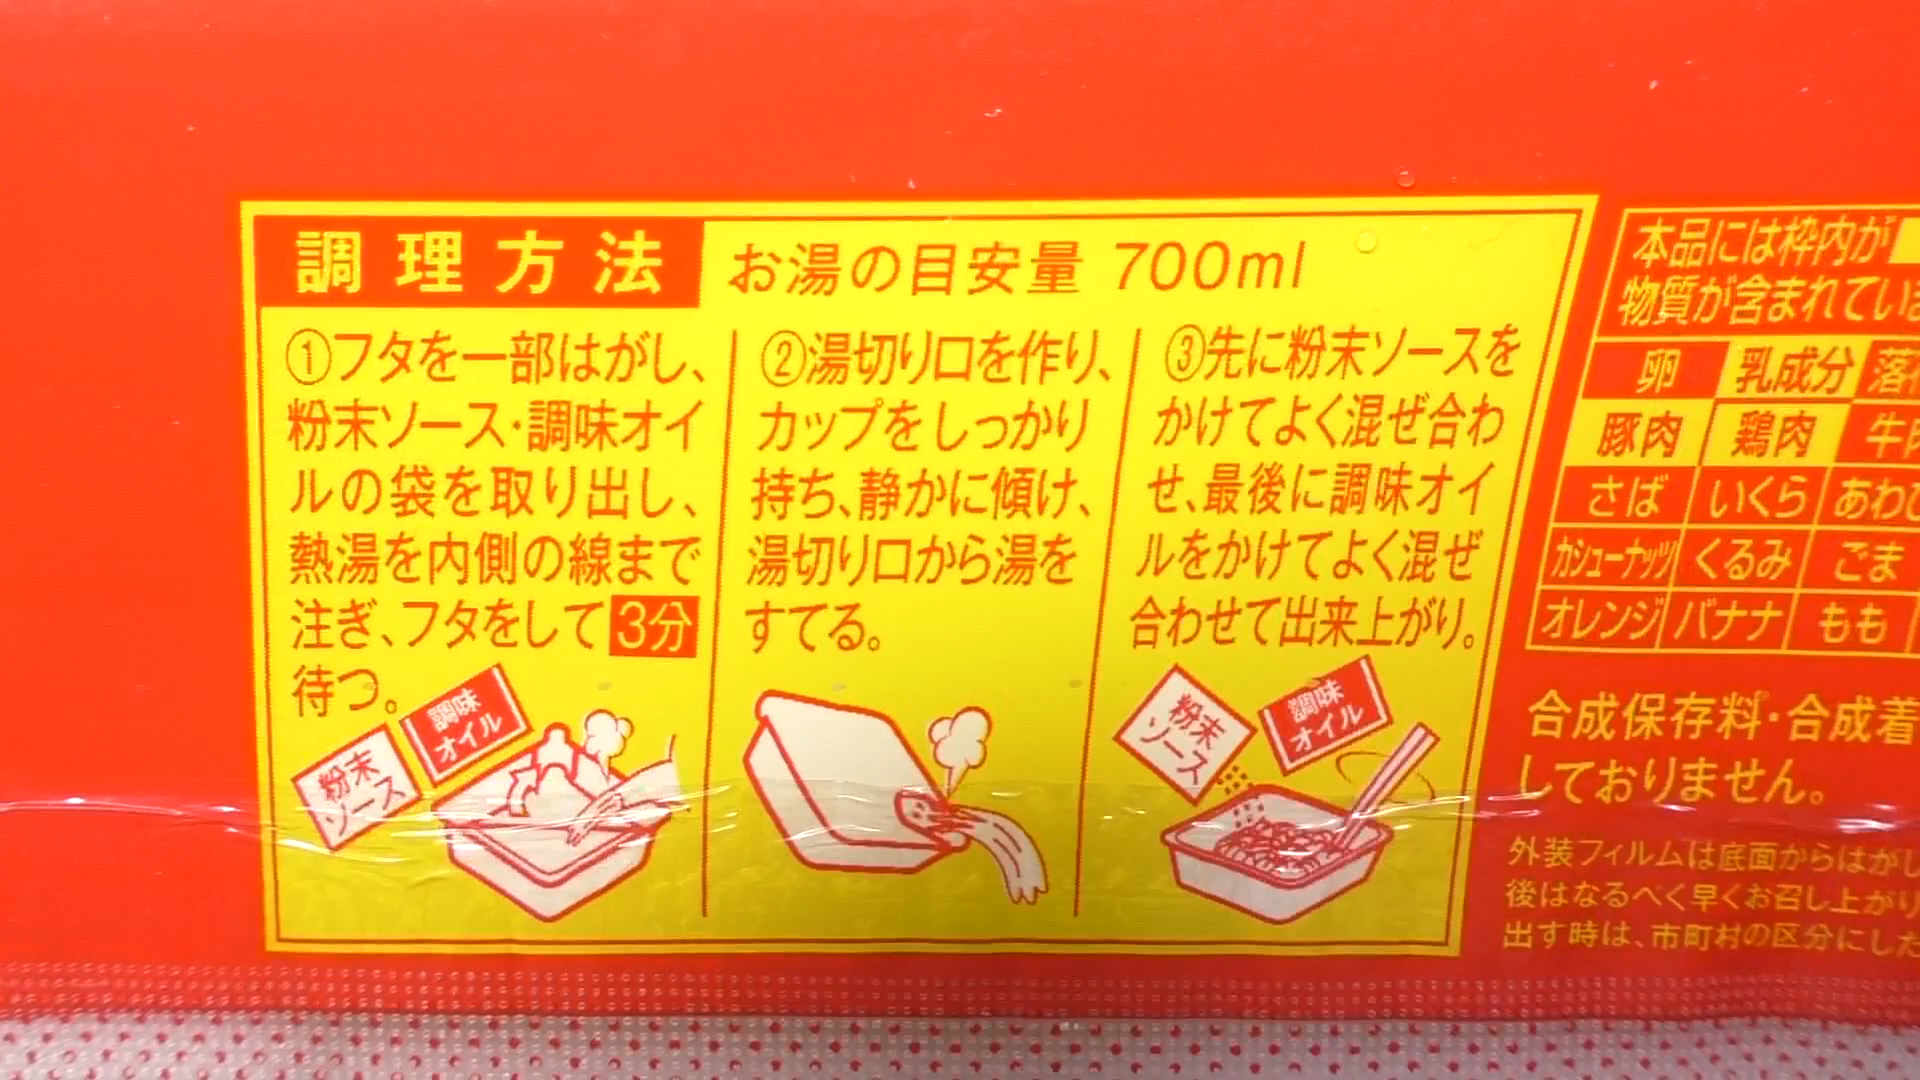 調理方法 お湯の目安量 700ml
①フタを一部はがし、
粉末ソース・調味オイ
ルの袋を取り出し、
熱湯を内側の線まで
注ぎ、フタをして3分
待つ。
粉末
ソース
調味
オイル
②湯切り口を作り、
カップをしっかり
持ち、静かに傾け、
湯切り口から湯を
すてる。
③先に粉末ソースを
かけてよく混ぜ合わ
せ、最後に調味オイ
ルをかけてよく混ぜ
合わせて出来上がり。
粉末
ソース
調味
オイル
本品には枠内が
物質が含まれてい
卵 乳成分 落
豚肉 鶏肉 牛
さば いくら あわ
カシューナッツ くるみ ごま
オレンジ バナナ もも
合成保存料・合成着
しておりません。
外装フィルムは底面からはがし
後はなるべく早くお召し上がり
出す時は、市町村の区分にした